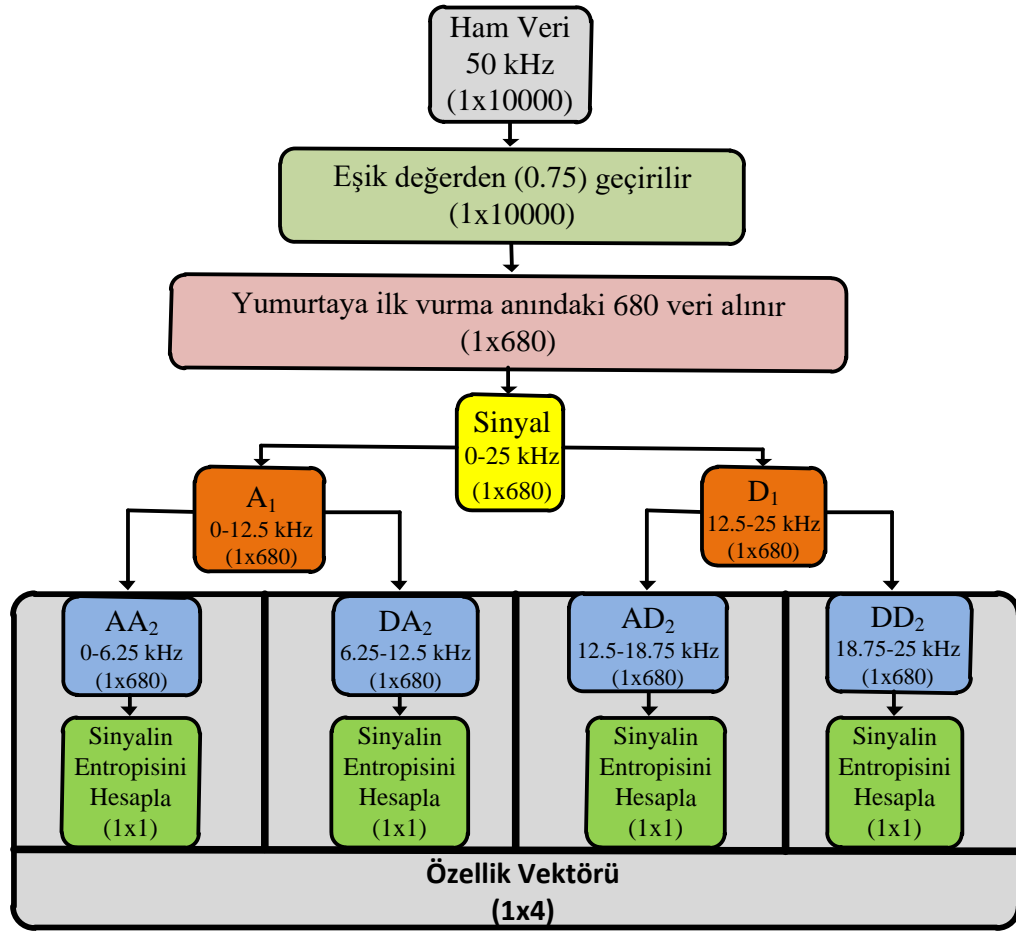 Ham Veri
50 kHz
(1x10000)
Eşik değerden (0.75) geçirilir
(1x10000)
Yumurtaya ilk vurma anındaki 680 veri alınır
(1x680)
Sinyal
0-25 kHz
(1x680)
A₁
0-12.5 kHz
(1x680)
D₁
12.5-25 kHz
(1x680)
AA₂
0-6.25 kHz
(1x680)
DA₂
6.25-12.5 kHz
(1x680)
AD₂
12.5-18.75 kHz
(1x680)
DD₂
18.75-25 kHz
(1x680)
Sinyalin
Entropisini
Hesapla
(1x1)
Sinyalin
Entropisini
Hesapla
(1x1)
Sinyalin
Entropisini
Hesapla
(1x1)
Sinyalin
Entropisini
Hesapla
(1x1)
Özellik Vektörü
(1x4)